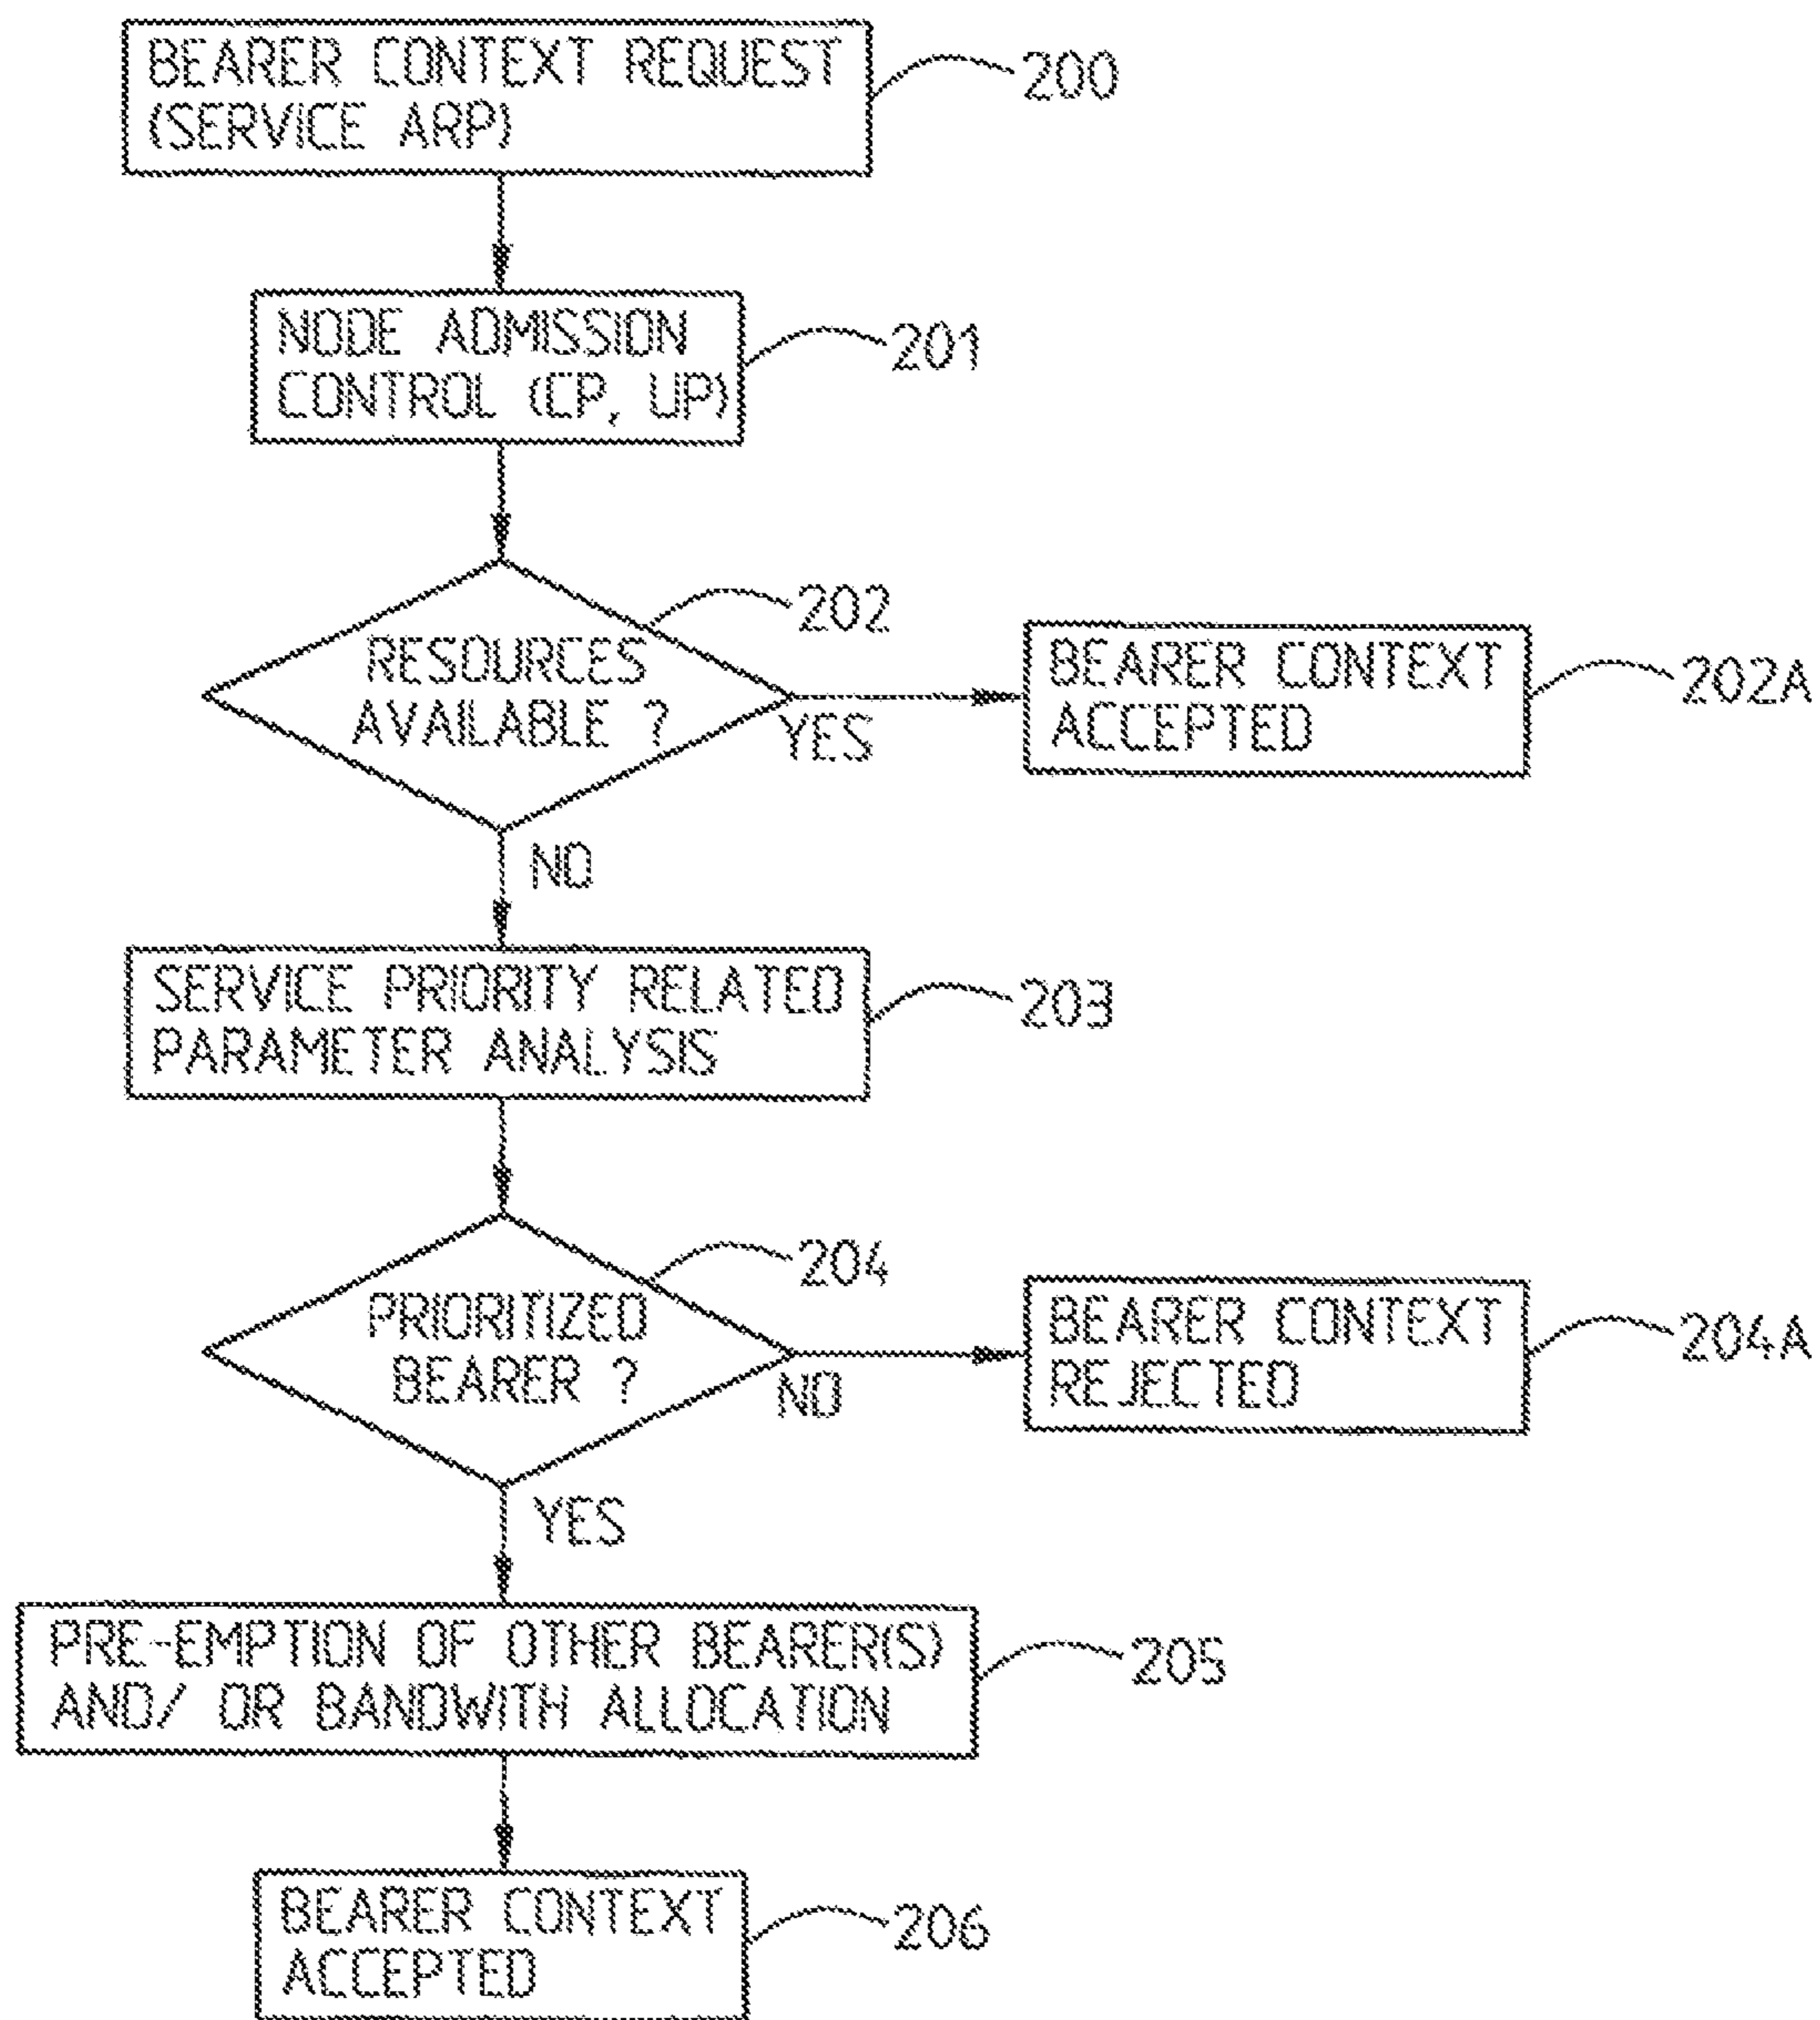 BEARER CONTEXT REQUEST
(SERVICE ARP)
200
NODE ADMISSION
CONTROL (CP, UP)
201
202
RESOURCES
AVAILABLE ?
YES
BEARER CONTEXT
ACCEPTED
202A
NO
SERVICE PRIORITY RELATED
PARAMETER ANALYSIS
203
204
PRIORITIZED
BEARER ?
NO
BEARER CONTEXT
REJECTED
204A
YES
PRE-EMPTION OF OTHER BEARER(S)
AND/ OR BANDWITH ALLOCATION
205
BEARER CONTEXT
ACCEPTED
206